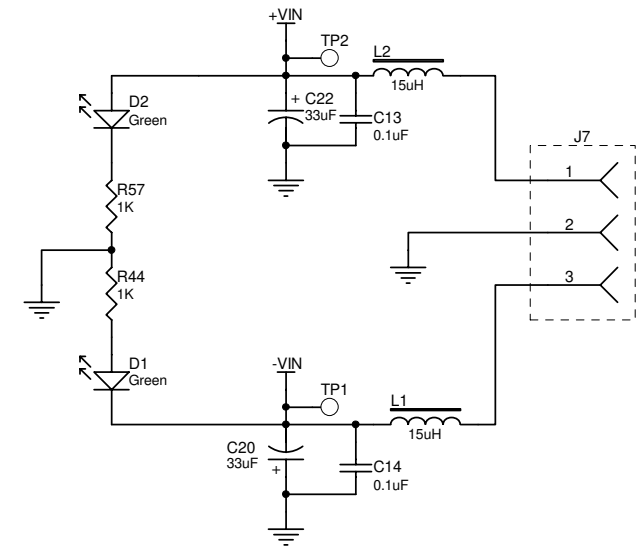 +VIN
TP2
L2
15uH
D2
Green
+ C22
33uF
C13
0.1uF
J7
1
R57
1K
2
R44
1K
3
D1
Green
-VIN
TP1
L1
15uH
C20
33uF
+
C14
0.1uF